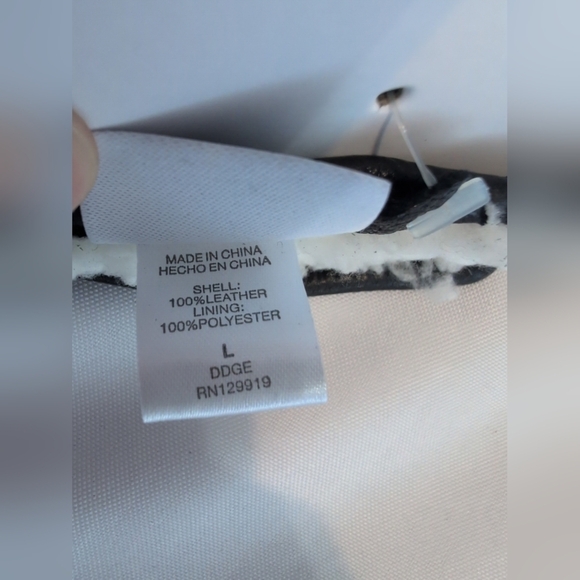 MADE IN CHINA
HECHO EN CHINA
SHELL:
100%LEATHER
LINING:
100%POLYESTER
L
DDGE
RN129919